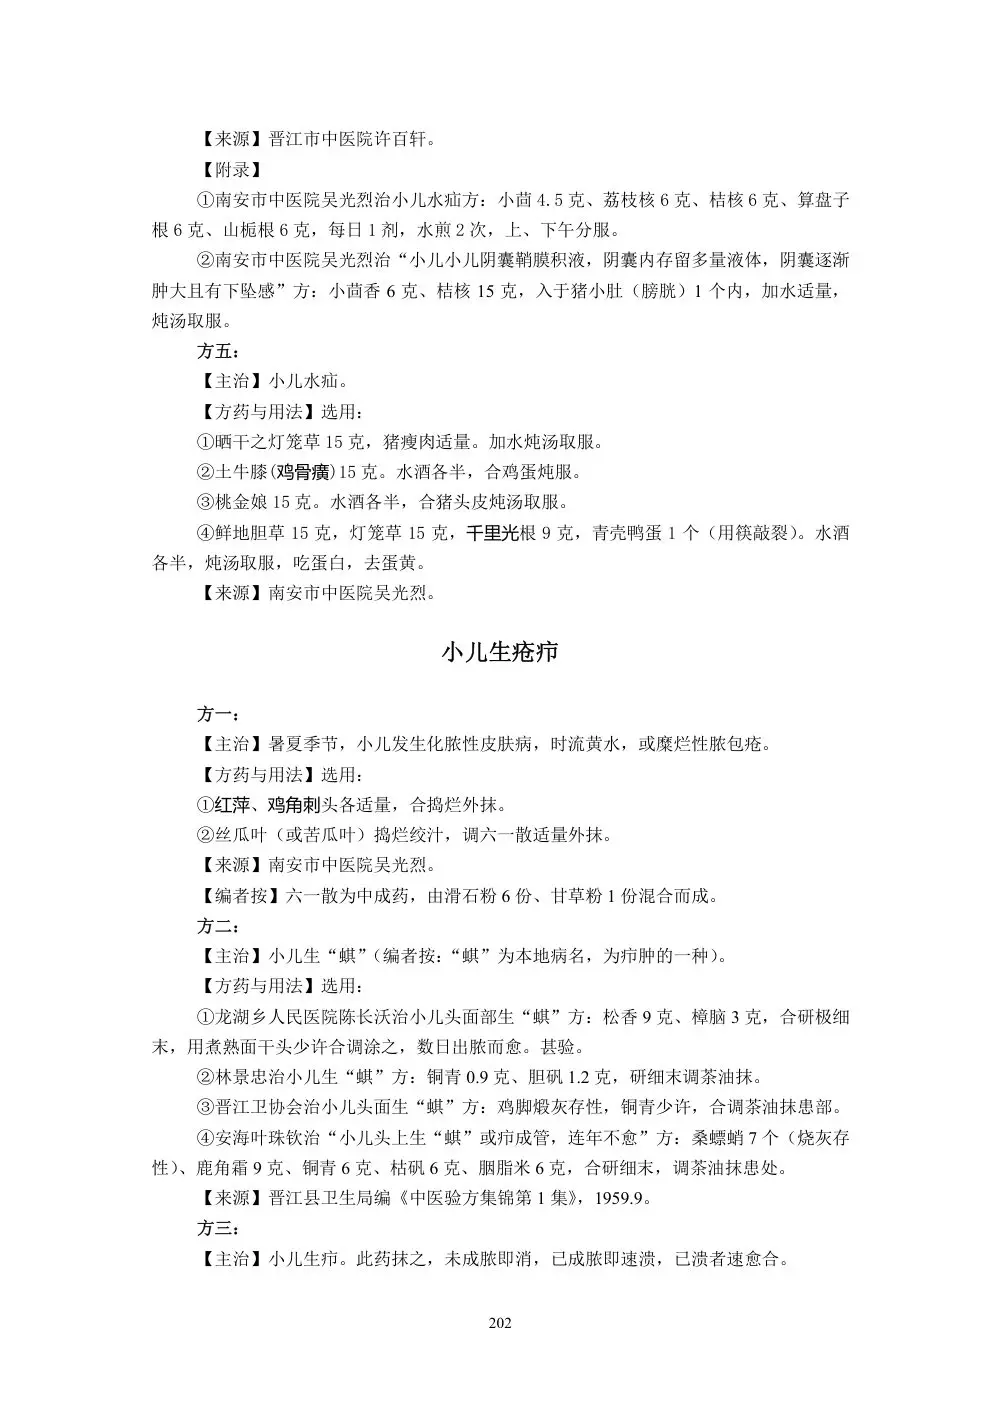 【来源】晋江市中医院许百轩。
【附录】
①南安市中医院吴光烈治小儿水疝方：小茴 4.5 克、荔枝核 6 克、桔核 6 克、算盘子
根 6 克、山栀根 6 克，每日 1 剂，水煎 2 次，上、下午分服。
②南安市中医院吴光烈治“小儿小儿阴囊鞘膜积液，阴囊内存留多量液体，阴囊逐渐
肿大且有下坠感”方：小茴香 6 克、桔核 15 克，入于猪小肚（膀胱）1 个内，加水适量，
炖汤取服。
方五：
【主治】小儿水疝。
【方药与用法】选用：
①晒干之灯笼草 15 克，猪瘦肉适量。加水炖汤取服。
②土牛膝(鸡骨癀)15 克。水酒各半，合鸡蛋炖服。
③桃金娘 15 克。水酒各半，合猪头皮炖汤取服。
④鲜地胆草 15 克，灯笼草 15 克，千里光根 9 克，青壳鸭蛋 1 个（用筷敲裂）。水酒
各半，炖汤取服，吃蛋白，去蛋黄。
【来源】南安市中医院吴光烈。
小儿生疮疖
方一：
【主治】暑夏季节，小儿发生化脓性皮肤病，时流黄水，或糜烂性脓包疮。
【方药与用法】选用：
①红萍、鸡角刺头各适量，合捣烂外抹。
②丝瓜叶（或苦瓜叶）捣烂绞汁，调六一散适量外抹。
【来源】南安市中医院吴光烈。
【编者按】六一散为中成药，由滑石粉 6 份、甘草粉 1 份混合而成。
方二：
【主治】小儿生“蜞”（编者按：“蜞”为本地病名，为疖肿的一种）。
【方药与用法】选用：
①龙湖乡人民医院陈长沃治小儿头面部生“蜞”方：松香 9 克、樟脑 3 克，合研极细
末，用煮熟面干头少许合调涂之，数日出脓而愈。甚验。
②林景忠治小儿生“蜞”方：铜青 0.9 克、胆矾 1.2 克，研细末调茶油抹。
③晋江卫协会治小儿头面生“蜞”方：鸡脚煅灰存性，铜青少许，合调茶油抹患部。
④安海叶珠钦治“小儿头上生“蜞”或疖成管，连年不愈”方：桑螵蛸 7 个（烧灰存
性）、鹿角霜 9 克、铜青 6 克、枯矾 6 克、胭脂米 6 克，合研细末，调茶油抹患处。
【来源】晋江县卫生局编《中医验方集锦第 1 集》，1959.9。
方三：
【主治】小儿生疖。此药抹之，未成脓即消，已成脓即速溃，已溃者速愈合。
202